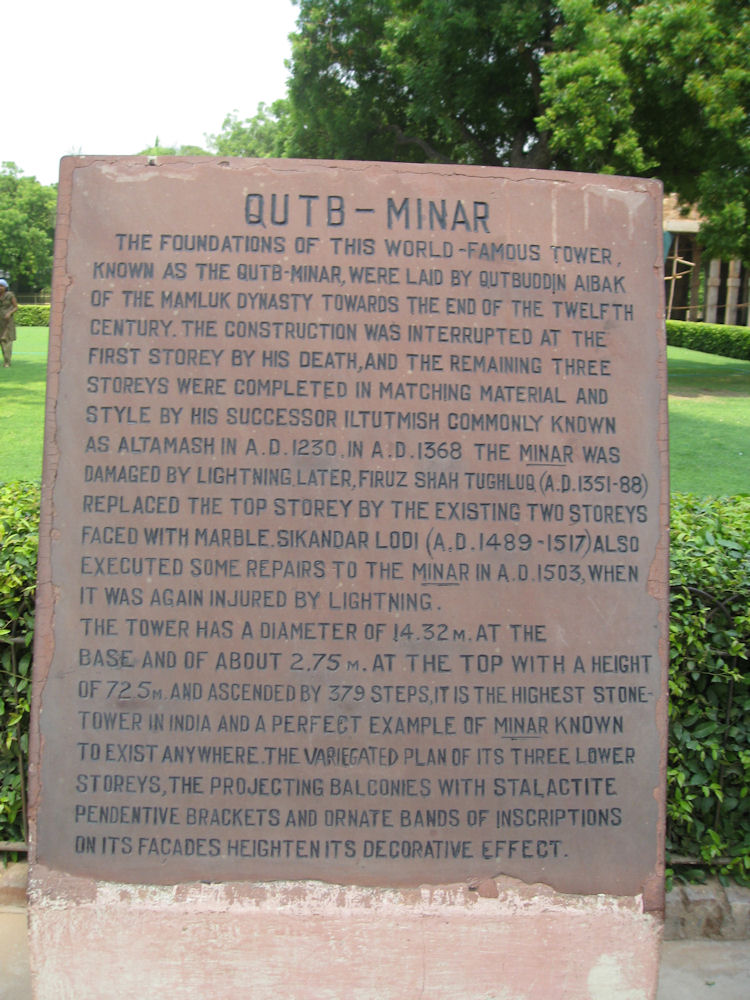 QUTB-MINAR
THE FOUNDATIONS OF THIS WORLD-FAMOUS TOWER,
KNOWN AS THE QUTB-MINAR, WERE LAID BY QUTBUDDIN AIBAK
OF THE MAMLUK DYNASTY TOWARDS THE END OF THE TWELFTH
CENTURY. THE CONSTRUCTION WAS INTERRUPTED AT THE
FIRST STOREY BY HIS DEATH, AND THE REMAINING THREE
STOREYS WERE COMPLETED IN MATCHING MATERIAL AND
STYLE BY HIS SUCCESSOR ILTUTMISH COMMONLY KNOWN
AS ALTAMASH IN A.D. 1230. IN A.D. 1368 THE MINAR WAS
DAMAGED BY LIGHTNING. LATER, FIRUZ SHAH TUGHLUQ (A.D. 1351-88)
REPLACED THE TOP STOREY BY THE EXISTING TWO STOREYS
FACED WITH MARBLE. SIKANDAR LODI (A.D. 1489-1517) ALSO
EXECUTED SOME REPAIRS TO THE MINAR IN A.D. 1503, WHEN
IT WAS AGAIN INJURED BY LIGHTNING.
THE TOWER HAS A DIAMETER OF 14.32 M. AT THE
BASE AND OF ABOUT 2.75 M. AT THE TOP WITH A HEIGHT
OF 72.5 M. AND ASCENDED BY 379 STEPS, IT IS THE HIGHEST STONE-
TOWER IN INDIA AND A PERFECT EXAMPLE OF MINAR KNOWN
TO EXIST ANYWHERE. THE VARIEGATED PLAN OF ITS THREE LOWER
STOREYS, THE PROJECTING BALCONIES WITH STALACTITE
PENDENTIVE BRACKETS AND ORNATE BANDS OF INSCRIPTIONS
ON ITS FACADES HEIGHTEN ITS DECORATIVE EFFECT.